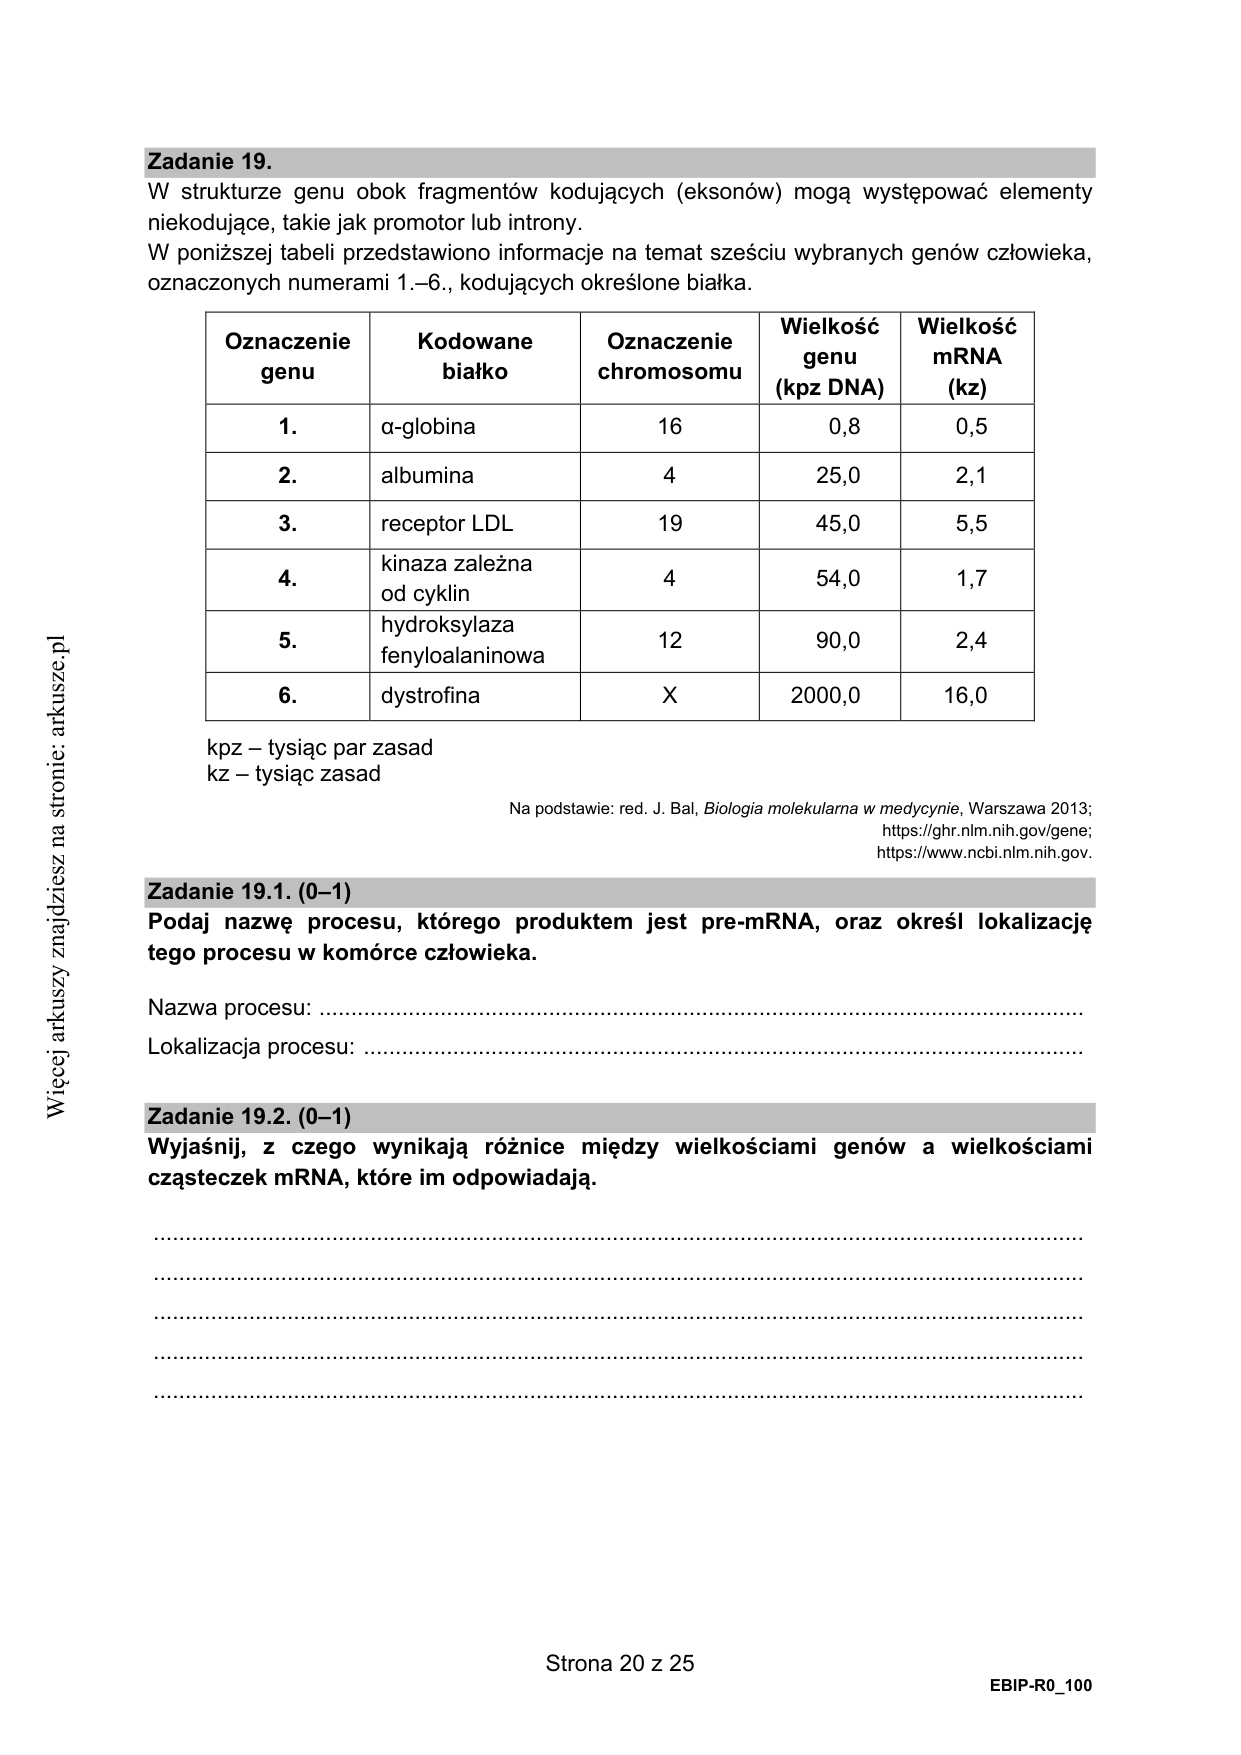 Zadanie 19.
W strukturze genu obok fragmentów kodujących (eksonów) mogą występować elementy
niekodujące, takie jak promotor lub introny.
W poniższej tabeli przedstawiono informacje na temat sześciu wybranych genów człowieka,
oznaczonych numerami 1.–6., kodujących określone białka.
Oznaczenie genu Kodowane białko Oznaczenie chromosomu Wielkość genu (kpz DNA) Wielkość mRNA (kz)
1. α-globina 16 0,8 0,5
2. albumina 4 25,0 2,1
3. receptor LDL 19 45,0 5,5
4. kinaza zależna od cyklin 4 54,0 1,7
5. hydroksylaza fenyloalaninowa 12 90,0 2,4
6. dystrofina X 2000,0 16,0
kpz – tysiąc par zasad
kz – tysiąc zasad
Na podstawie: red. J. Bal, Biologia molekularna w medycynie, Warszawa 2013;
https://ghr.nlm.nih.gov/gene;
https://www.ncbi.nlm.nih.gov.
Zadanie 19.1. (0–1)
Podaj nazwę procesu, którego produktem jest pre-mRNA, oraz określ lokalizację
tego procesu w komórce człowieka.
Nazwa procesu: ................................................................................
Lokalizacja procesu: ................................................................................
Zadanie 19.2. (0–1)
Wyjaśnij, z czego wynikają różnice między wielkościami genów a wielkościami
cząsteczek mRNA, które im odpowiadają.
Strona 20 z 25
EBIP-R0_100
Więcej arkuszy znajdziesz na stronie: arkusze.pl